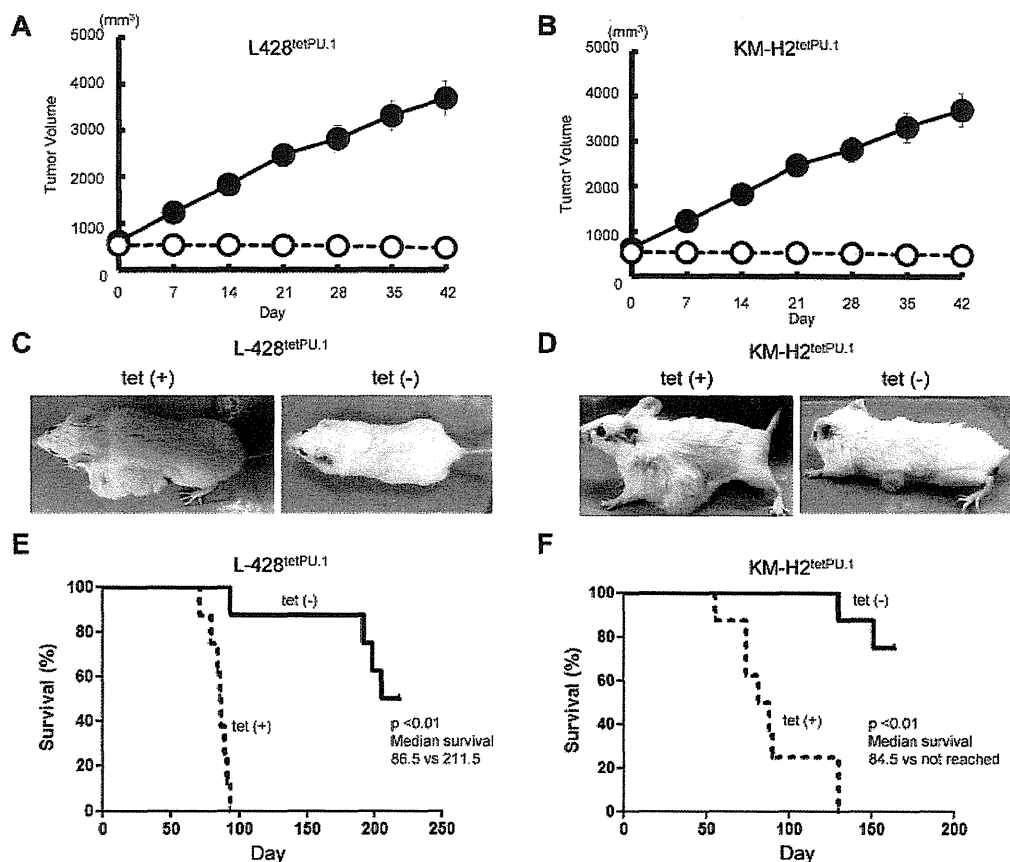 A
(mm³)
L428tetPU.1
5000
4000
3000
2000
1000
0
Tumor Volume
0 7 14 21 28 35 42
Day
B
(mm³)
KM-H2tetPU.1
5000
4000
3000
2000
1000
0
Tumor Volume
0 7 14 21 28 35 42
Day
C
L-428tetPU.1
tet (+) tet (-)
D
KM-H2tetPU.1
tet (+) tet (-)
E
L-428tetPU.1
100
80
60
40
20
0
Survival (%)
tet (-)
tet (+)
p <0.01
Median survival
86.5 vs 211.5
0 50 100 150 200 250
Day
F
KM-H2tetPU.1
100
80
60
40
20
0
Survival (%)
tet (-)
tet (+)
p <0.01
Median survival
84.5 vs not reached
0 50 100 150 200
Day